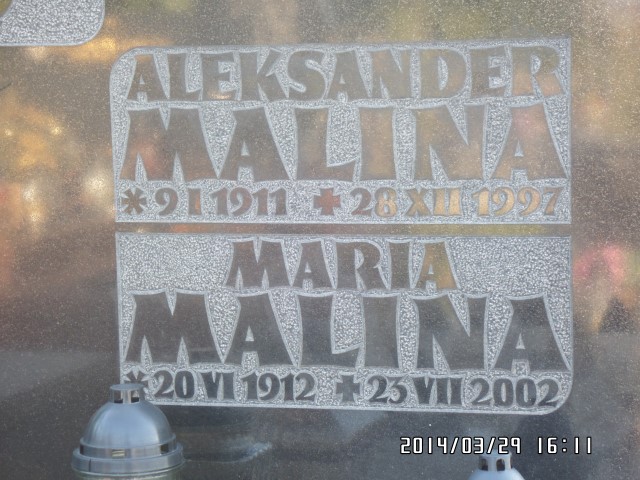 ALEKSANDER
MALINA
* 9 I 1911 ✚ 28 XII 1997
MARIA
MALINA
* 20 VI 1912 ✚ 23 VII 2002
2014/03/29 16:11